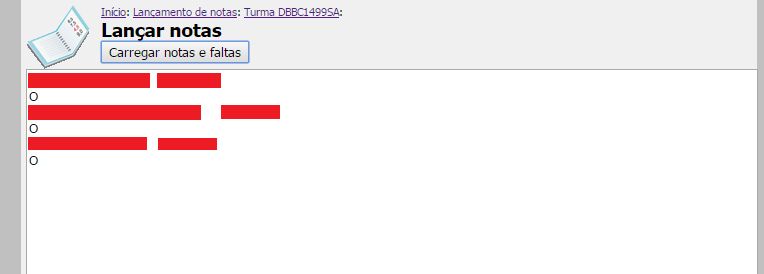 Início: Lançamento de notas: Turma DBBC1499SA:
Lançar notas
Carregar notas e faltas
O
O
O